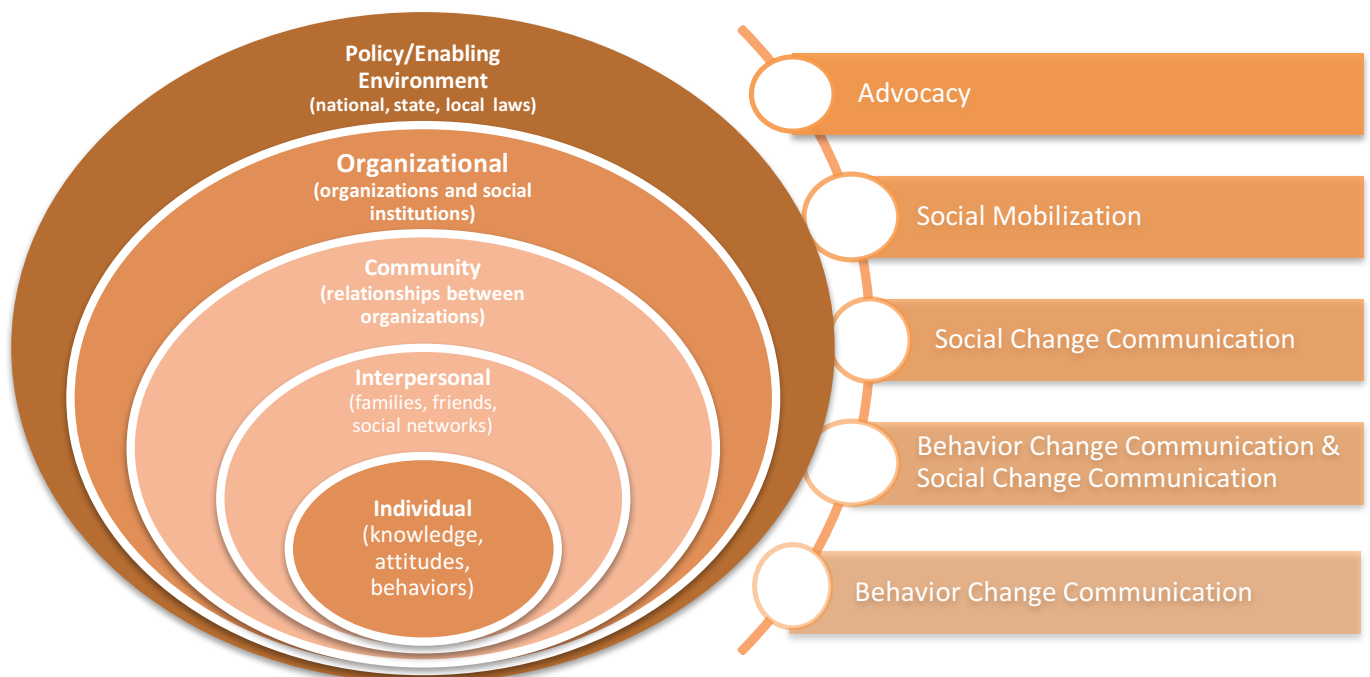 Policy/Enabling
Environment
(national, state, local laws)
Organizational
(organizations and social
institutions)
Community
(relationships between
organizations)
Interpersonal
(families, friends,
social networks)
Individual
(knowledge,
attitudes,
behaviors)
Advocacy
Social Mobilization
Social Change Communication
Behavior Change Communication &
Social Change Communication
Behavior Change Communication